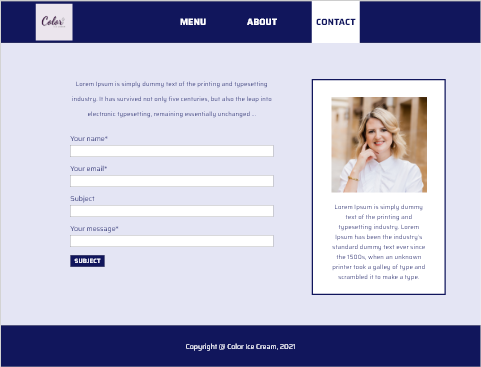 Color
MENU
ABOUT
CONTACT
Lorem Ipsum is simply dummy text of the printing and typesetting
industry. It has survived not only five centuries, but also the leap into
electronic typesetting, remaining essentially unchanged ...
Your name*
Your email*
Subject
Your message*
SUBJECT
Lorem Ipsum is simply dummy
text of the printing and
typesetting industry. Lorem
Ipsum has been the industry's
standard dummy text ever since
the 1500s, when an unknown
printer took a galley of type and
scrambled it to make a type
Copyright @ Color Ice Cream, 2021